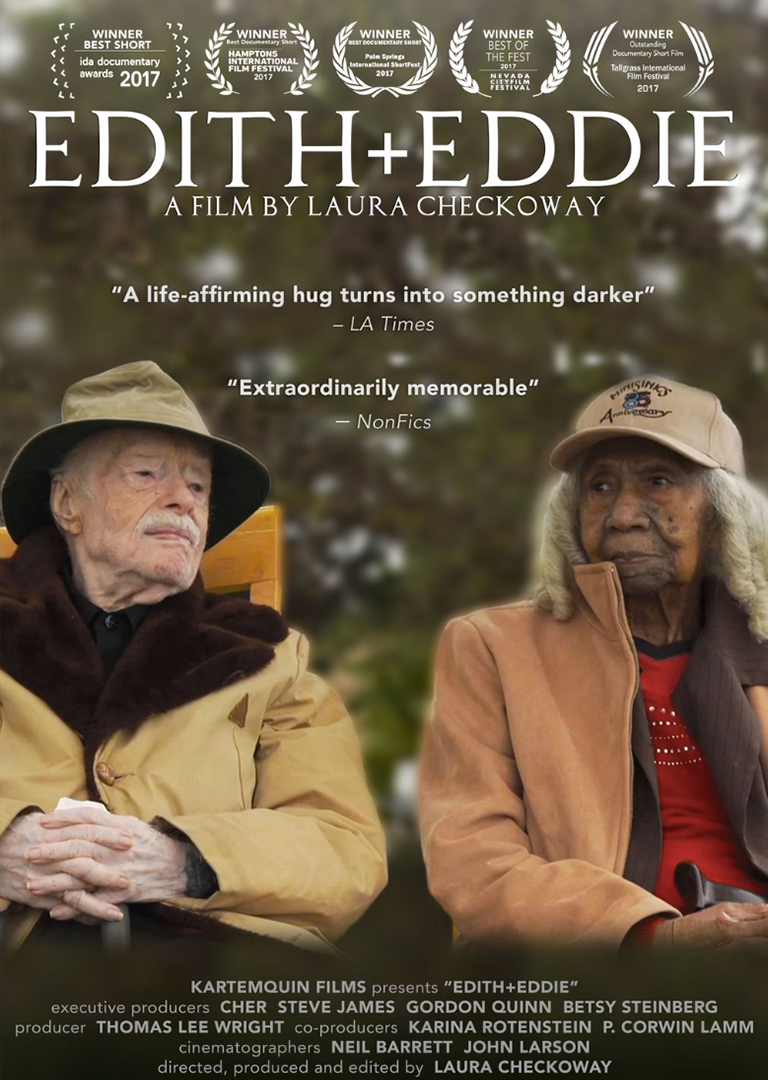 WINNER
BEST SHORT
ida documentary
awards 2017
WINNER
Best Documentary Short
HAMPTONS
INTERNATIONAL
FILM FESTIVAL
2017
WINNER
BEST DOCUMENTARY SHORT
Palm Springs
International ShortFest
2017
WINNER
BEST OF
THE FEST
2017
NEVADA
CITYFILM
FESTIVAL
WINNER
Outstanding
Documentary Short Film
Tallgrass International
Film Festival
2017
EDITH+EDDIE
A FILM BY LAURA CHECKOWAY
“A life-affirming hug turns into something darker”
– LA Times
“Extraordinarily memorable”
– NonFics
85
Anniversary
KARTEMQUIN FILMS presents “EDITH+EDDIE”
executive producers CHER STEVE JAMES GORDON QUINN BETSY STEINBERG
producer THOMAS LEE WRIGHT co-producers KARINA ROTENSTEIN P. CORWIN LAMM
cinematographers NEIL BARRETT JOHN LARSON
directed, produced and edited by LAURA CHECKOWAY